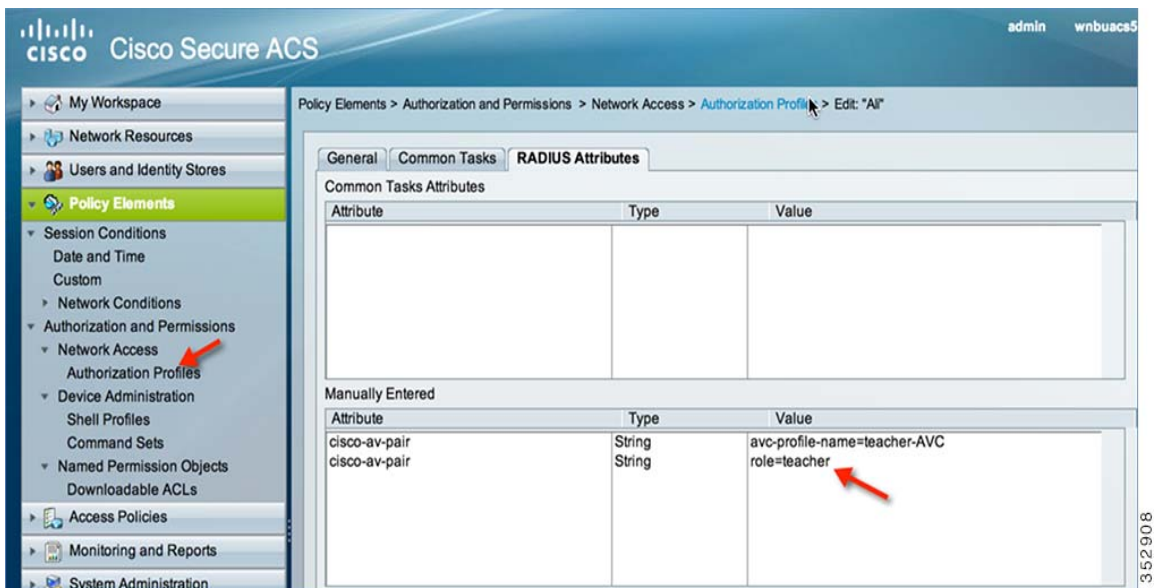 admin wnbuacs5
CISCO Cisco Secure ACS
My Workspace
Network Resources
Users and Identity Stores
Policy Elements
Session Conditions
Date and Time
Custom
Network Conditions
Authorization and Permissions
Network Access
Authorization Profiles
Device Administration
Shell Profiles
Command Sets
Named Permission Objects
Downloadable ACLs
Access Policies
Monitoring and Reports
System Administration
Policy Elements > Authorization and Permissions > Network Access > Authorization Profiles > Edit: "All"
General Common Tasks RADIUS Attributes
Common Tasks Attributes
Attribute Type Value
Manually Entered
Attribute Type Value
cisco-av-pair String avc-profile-name=teacher-AVC
cisco-av-pair String role=teacher
352908